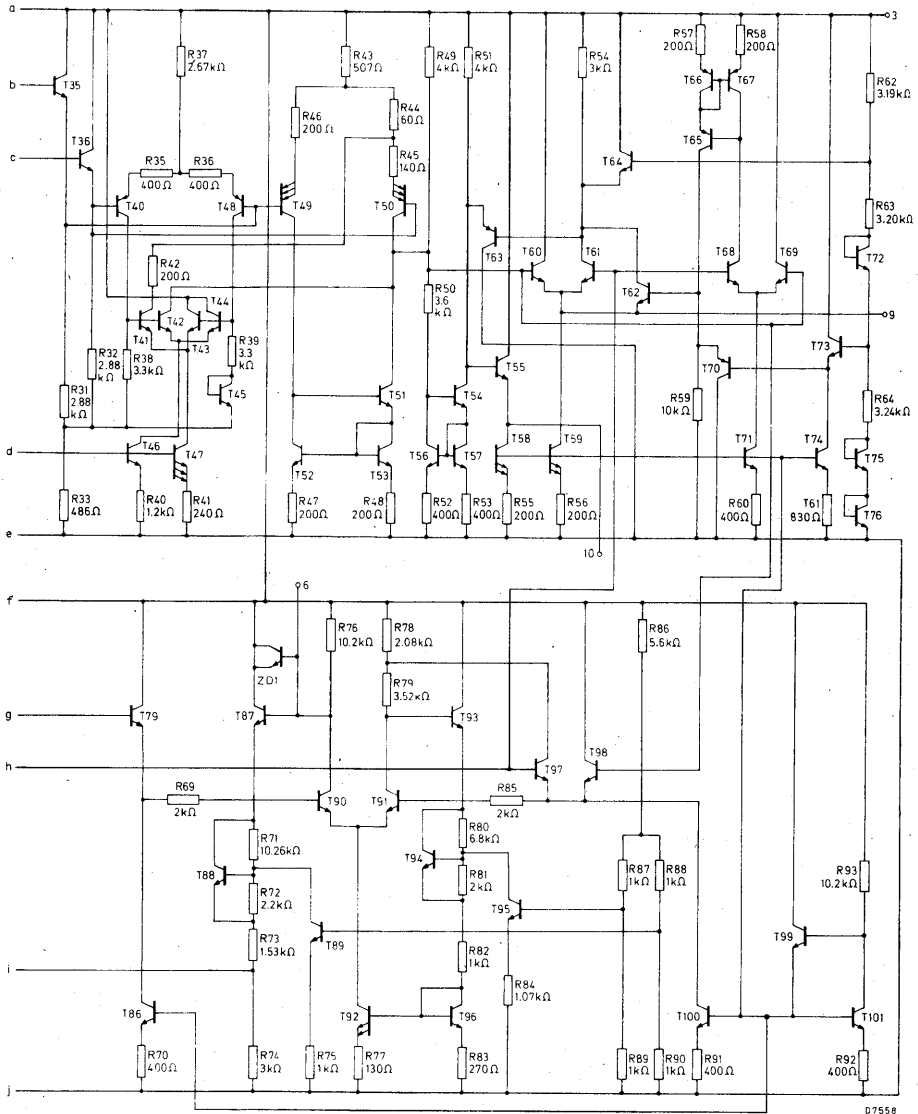 a
3
R37
2.67kΩ
R43
507Ω
R49
4kΩ
R51
4kΩ
R54
3kΩ
R57
200Ω
R58
200Ω
b
T35
T66
T67
R62
3.19kΩ
R46
200Ω
R44
60Ω
T36
T65
c
R35
400Ω
R36
400Ω
R45
140Ω
T64
T40
T48
T49
T50
R63
3.20kΩ
T63
T60
T61
T68
T69
T72
R42
200Ω
R50
3.6
kΩ
T62
9
T41
T42
T43
T44
R39
3.3
kΩ
T73
R32
2.88
kΩ
R38
3.3kΩ
T55
T70
R31
2.88
kΩ
T45
T51
T54
R59
10kΩ
R64
3.24kΩ
d
T46
T47
T52
T53
T56
T57
T58
T59
T71
T74
T75
R33
486Ω
R40
1.2kΩ
R41
240Ω
R47
200Ω
R48
200Ω
R52
400Ω
R53
400Ω
R55
200Ω
R56
200Ω
R60
400Ω
T61
830Ω
T76
e
10
6
f
R76
10.2kΩ
R78
2.08kΩ
R86
5.6kΩ
ZD1
R79
3.52kΩ
g
T79
T87
T93
h
T97
T98
R69
2kΩ
T90
T91
R85
2kΩ
R71
10.26kΩ
R80
6.8kΩ
T88
T94
R81
2kΩ
R87
1kΩ
R88
1kΩ
R93
10.2kΩ
R72
2.2kΩ
T95
T99
R73
1.53kΩ
T89
R82
1kΩ
i
R84
1.07kΩ
T86
T92
T96
T100
T101
R70
400Ω
R74
3kΩ
R75
1kΩ
R77
130Ω
R83
270Ω
R89
1kΩ
R90
1kΩ
R91
400Ω
R92
400Ω
j
D7558